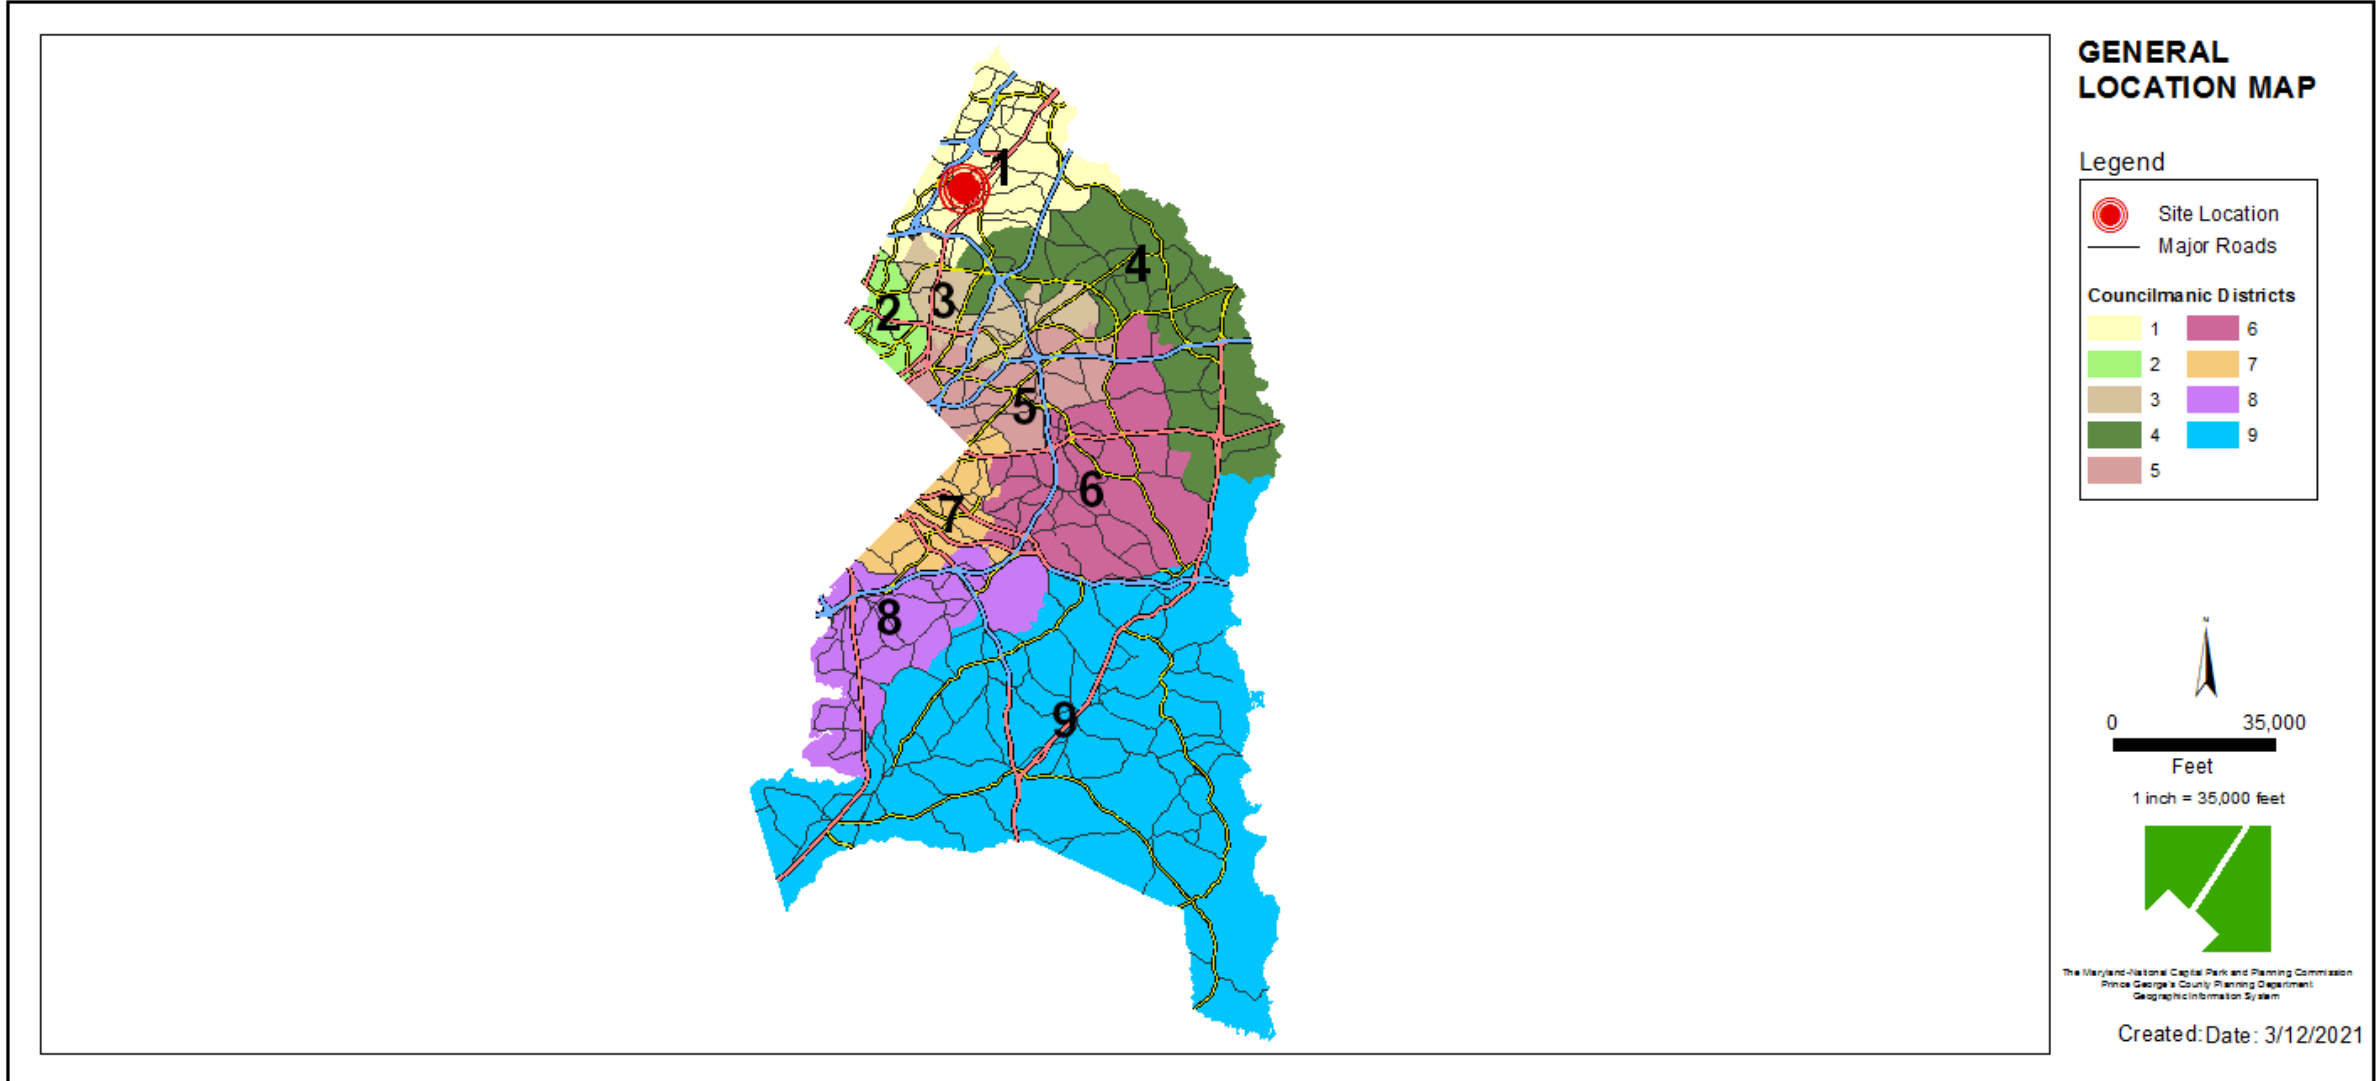 GENERAL
LOCATION MAP
Legend
Site Location
Major Roads
Councilmanic Districts
1 6
2 7
3 8
4 9
5
1
4
3
2
5
6
7
8
9
N
0 35,000
Feet
1 inch = 35,000 feet
The Maryland-National Capital Park and Planning Commission
Prince George's County Planning Department
Geographic Information System
Created: Date: 3/12/2021